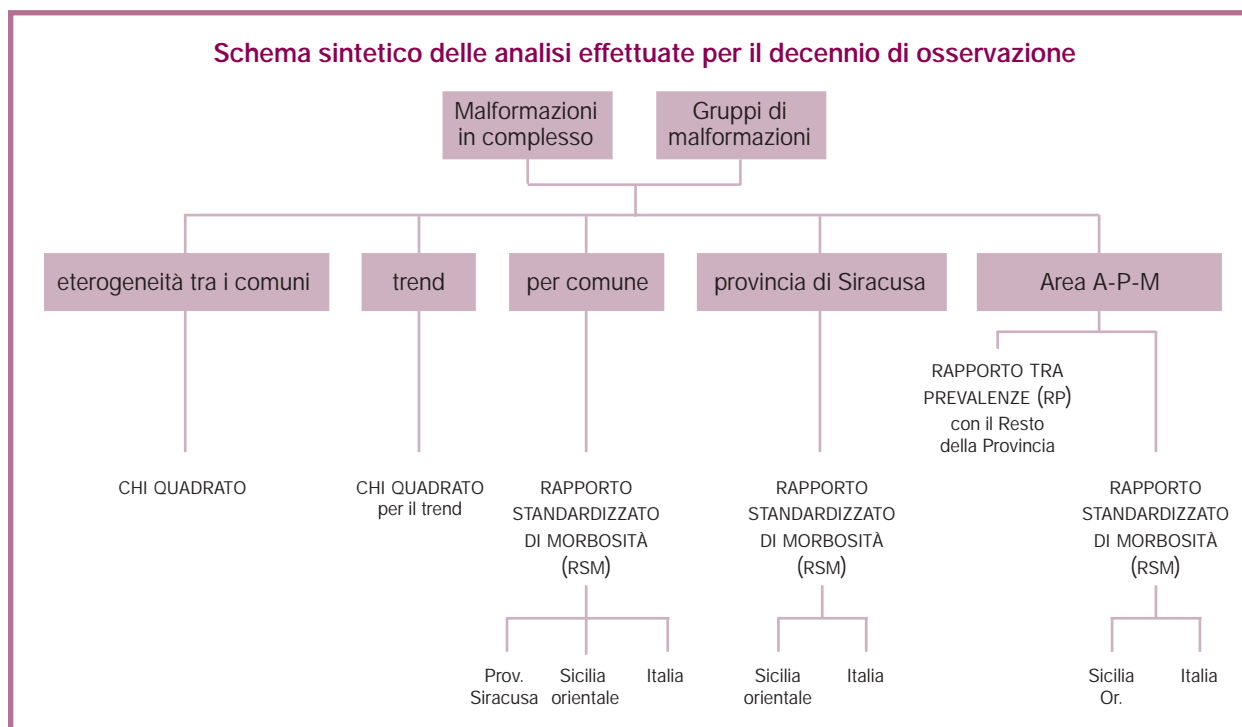 Schema sintetico delle analisi effettuate per il decennio di osservazione
Malformazioni
in complesso
Gruppi di
malformazioni
eterogeneità tra i comuni
trend
per comune
provincia di Siracusa
Area A-P-M
RAPPORTO TRA
PREVALENZE (RP)
con il Resto
della Provincia
CHI QUADRATO
CHI QUADRATO
per il trend
RAPPORTO
STANDARDIZZATO
DI MORBOSITÀ
(RSM)
RAPPORTO
STANDARDIZZATO
DI MORBOSITÀ
(RSM)
RAPPORTO
STANDARDIZZATO
DI MORBOSITÀ
(RSM)
Prov.
Siracusa
Sicilia
orientale
Italia
Sicilia
orientale
Italia
Sicilia
Or.
Italia